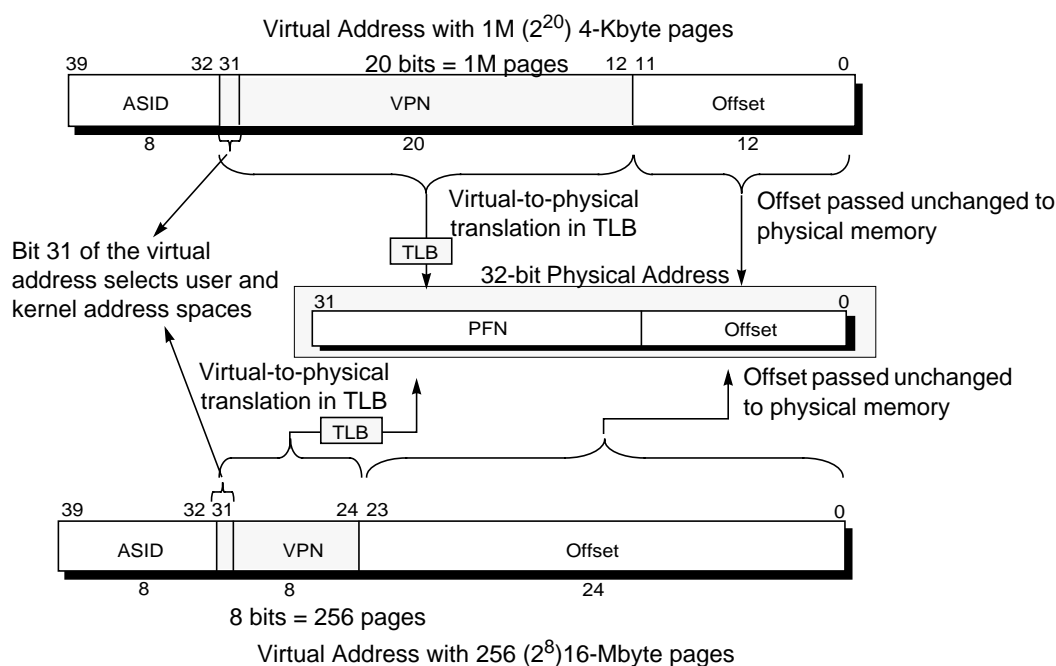 Virtual Address with 1M (2^20) 4-Kbyte pages
39 32 31 20 bits = 1M pages 12 11 0
ASID VPN Offset
8 20 12
Virtual-to-physical
translation in TLB
Offset passed unchanged to
physical memory
TLB
Bit 31 of the virtual
address selects user and
kernel address spaces
32-bit Physical Address
31 0
PFN Offset
Virtual-to-physical
translation in TLB
Offset passed unchanged
to physical memory
TLB
39 32 31 24 23 0
ASID VPN Offset
8 8 24
8 bits = 256 pages
Virtual Address with 256 (2^8)16-Mbyte pages